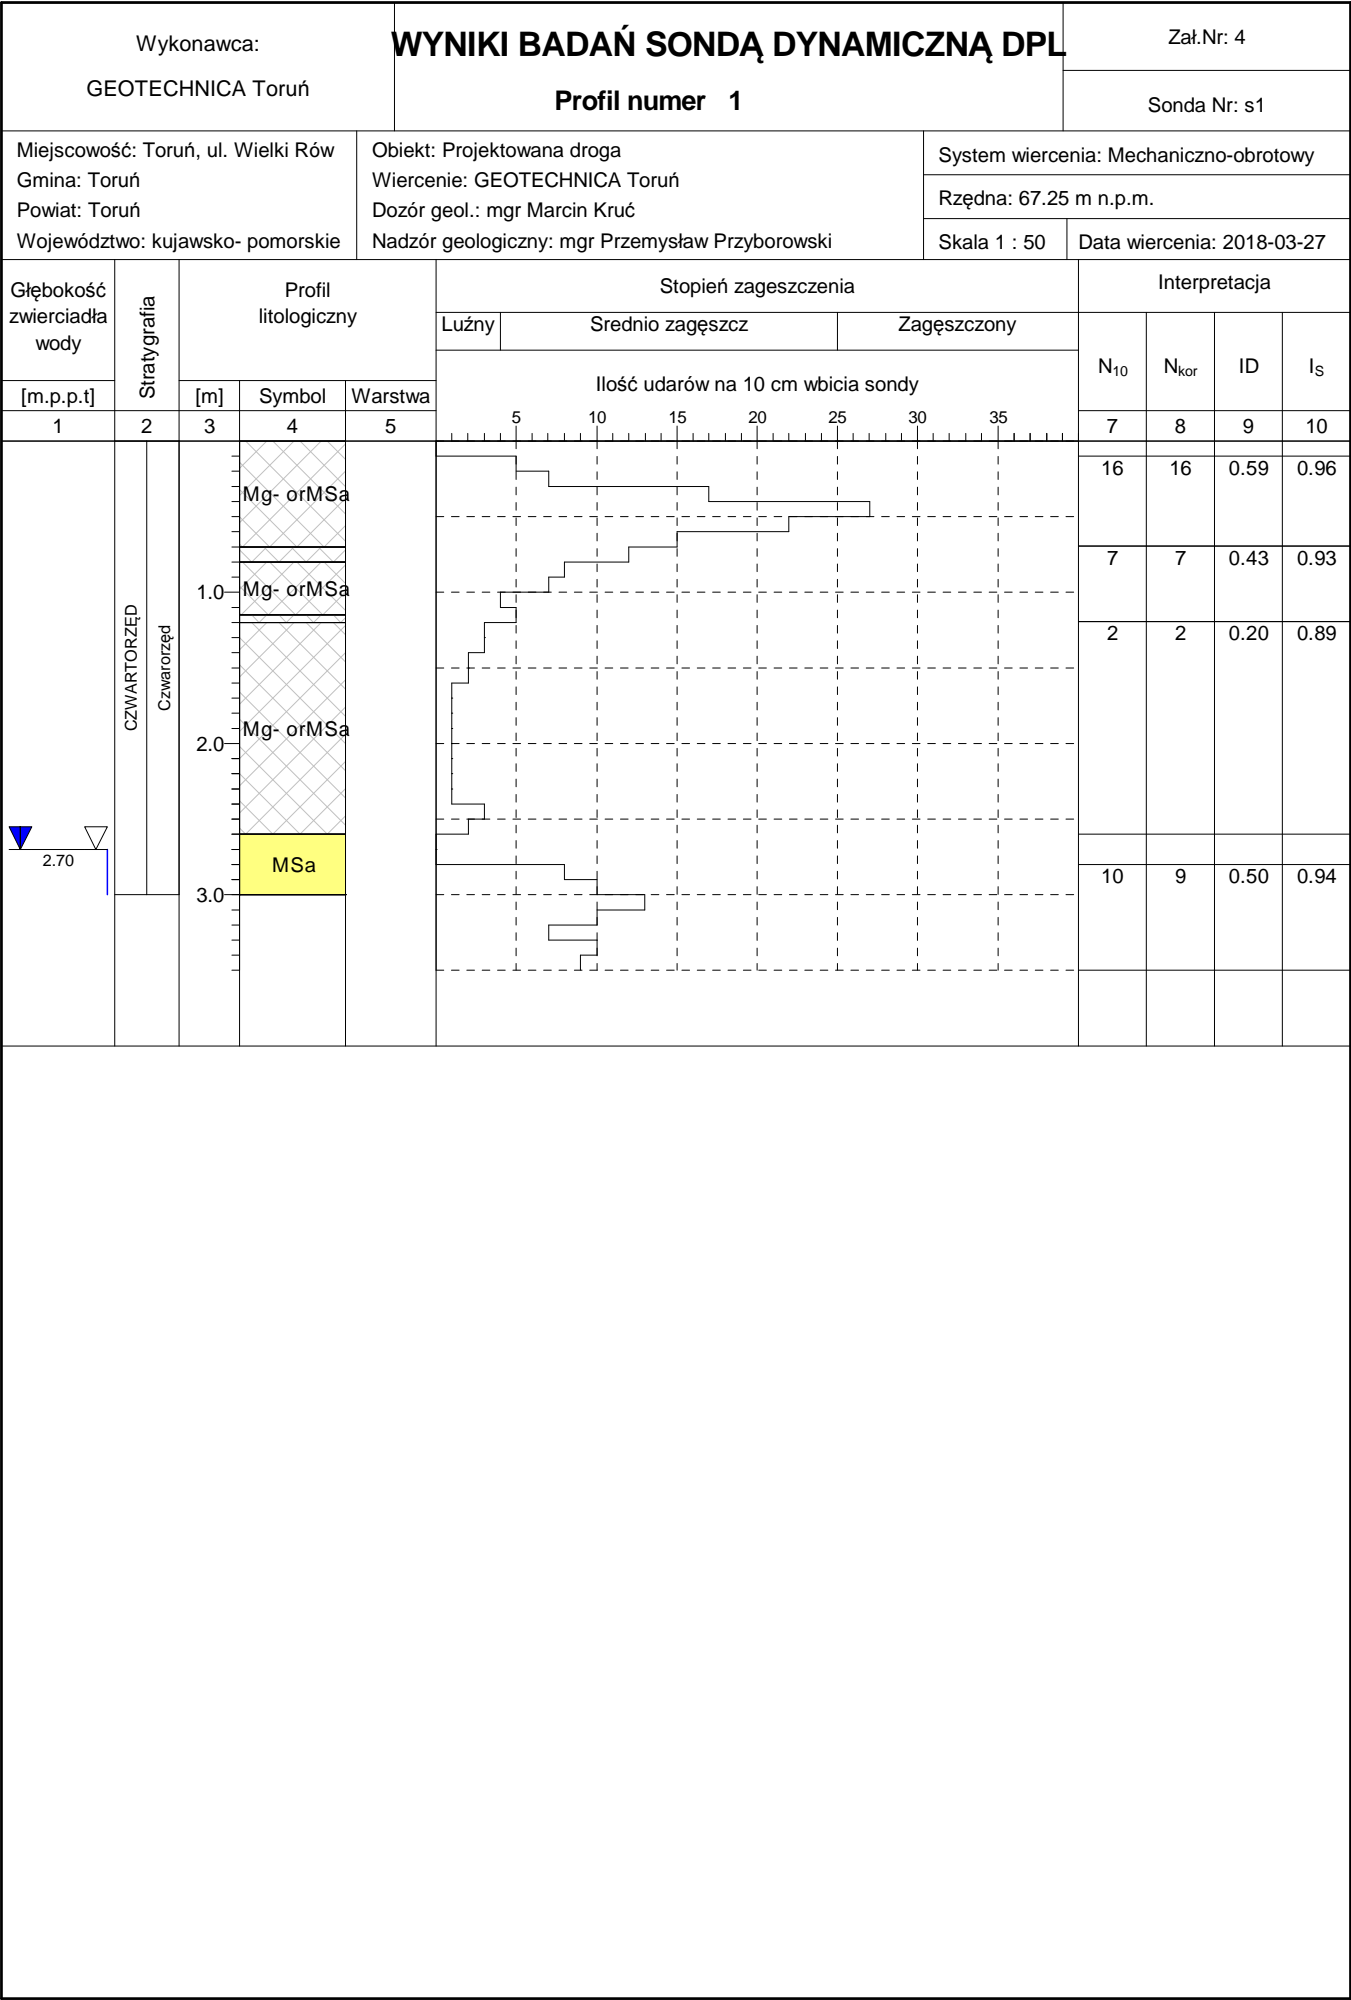 Wykonawca:
GEOTECHNICA Toruń
WYNIKI BADAŃ SONDĄ DYNAMICZNĄ DPL
Profil numer 1
Zał.Nr: 4
Sonda Nr: s1
Miejscowość: Toruń, ul. Wielki Rów
Gmina: Toruń
Powiat: Toruń
Województwo: kujawsko- pomorskie
Obiekt: Projektowana droga
Wiercenie: GEOTECHNICA Toruń
Dozór geol.: mgr Marcin Kruć
Nadzór geologiczny: mgr Przemysław Przyborowski
System wiercenia: Mechaniczno-obrotowy
Rzędna: 67.25 m n.p.m.
Skala 1 : 50
Data wiercenia: 2018-03-27
Głębokość
zwierciadła
wody
[m.p.p.t]
Stratygrafia
Profil
litologiczny
[m] Symbol Warstwa
Stopień zageszczenia
Luźny Srednio zagęszcz Zagęszczony
Ilość udarów na 10 cm wbicia sondy
5 10 15 20 25 30 35
Interpretacja
N10 Nkor ID IS
1 2 3 4 5 7 8 9 10
CZWARTORZĘD
Czwarorzęd
Mg- orMSa
16 16 0.59 0.96
7 7 0.43 0.93
1.0 Mg- orMSa
2 2 0.20 0.89
Mg- orMSa
2.0
2.70
MSa
10 9 0.50 0.94
3.0